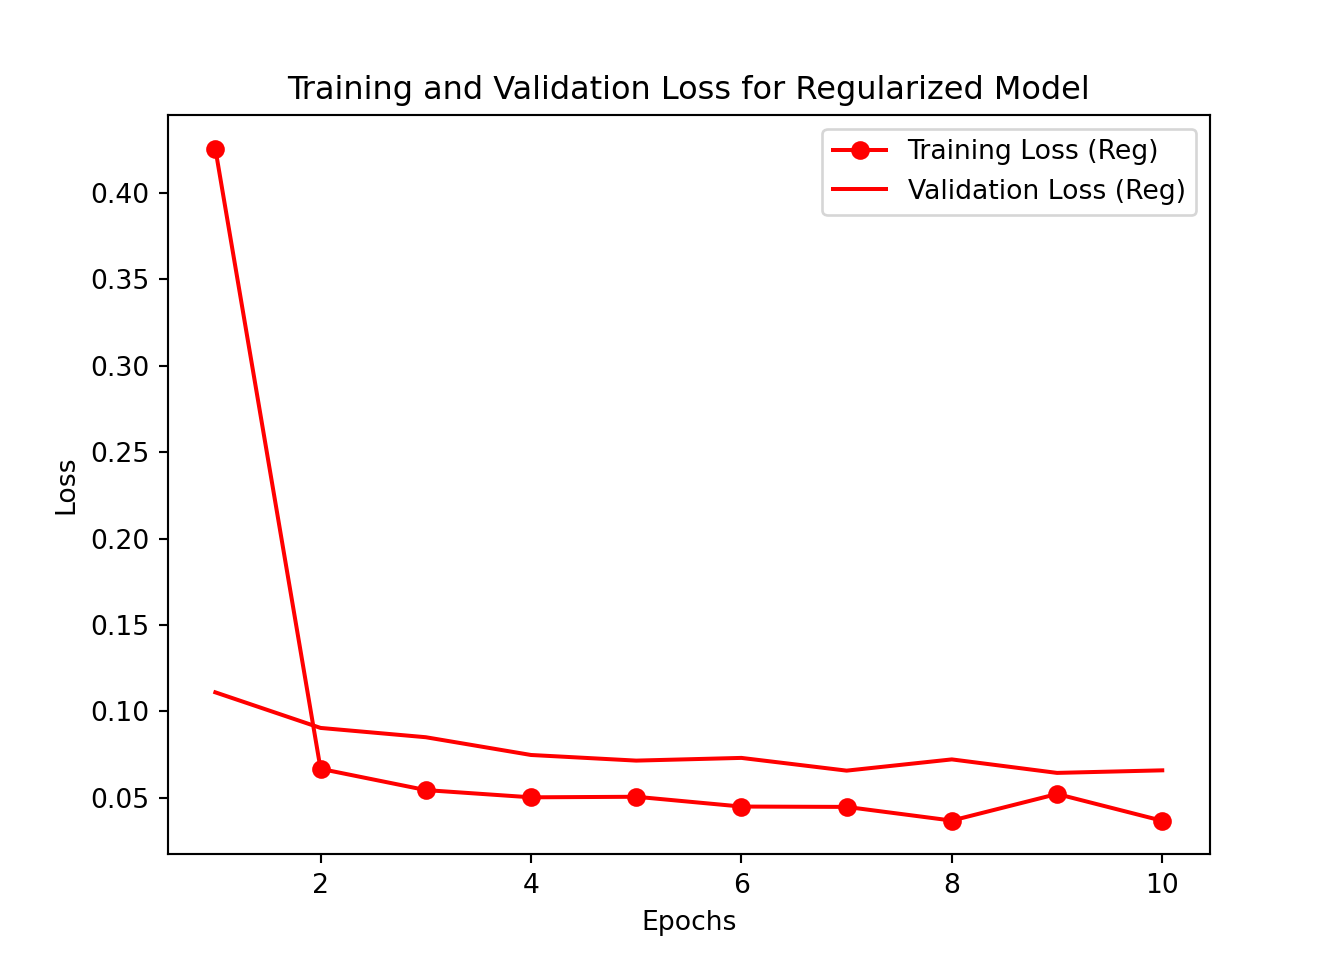 Training and Validation Loss for Regularized Model
Training Loss (Reg)
Validation Loss (Reg)
Loss
0.40
0.35
0.30
0.25
0.20
0.15
0.10
0.05
2 4 6 8 10
Epochs